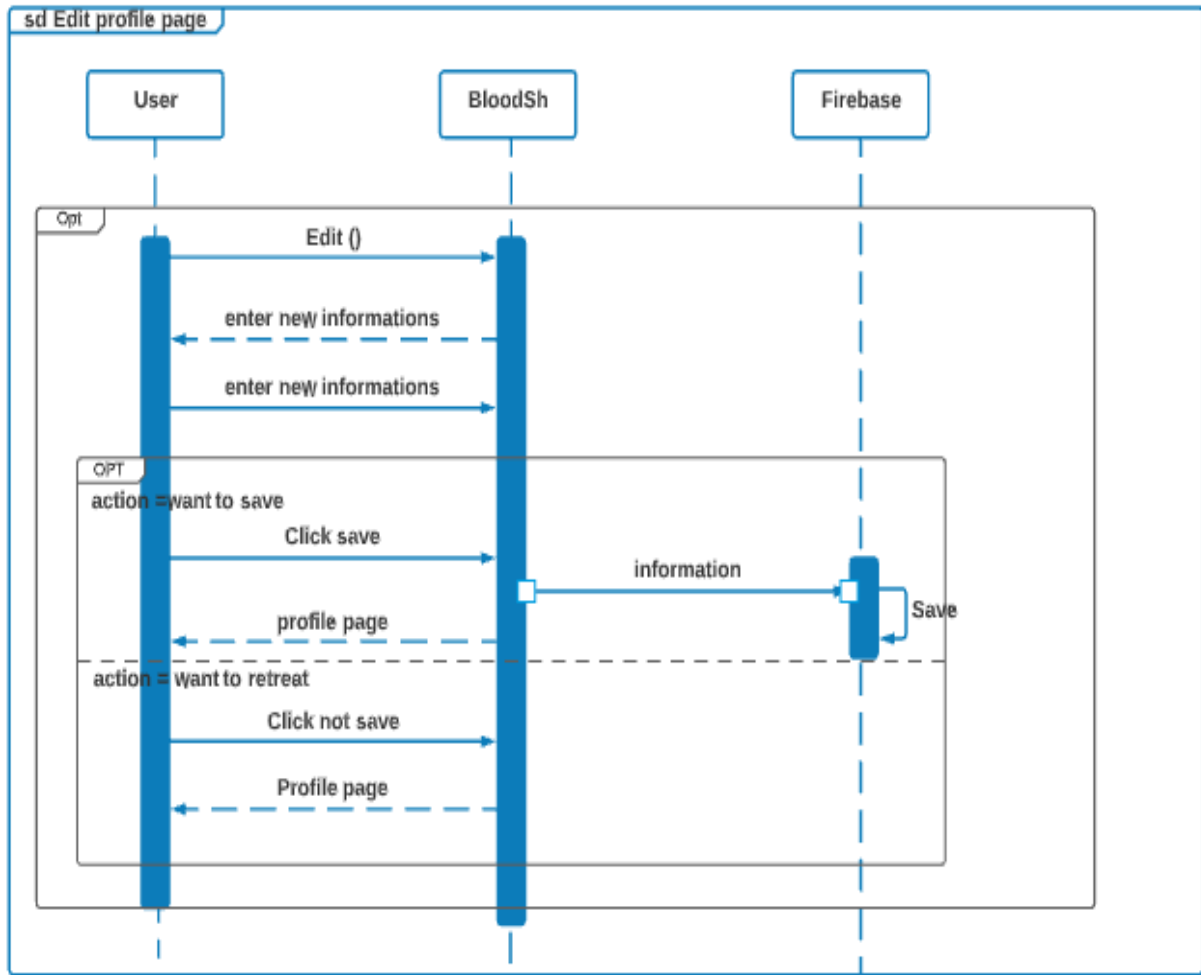 sd Edit profile page
User
BloodSh
Firebase
Opt
Edit ()
enter new informations
enter new informations
OPT
action =want to save
Click save
information
Save
profile page
action = want to retreat
Click not save
Profile page